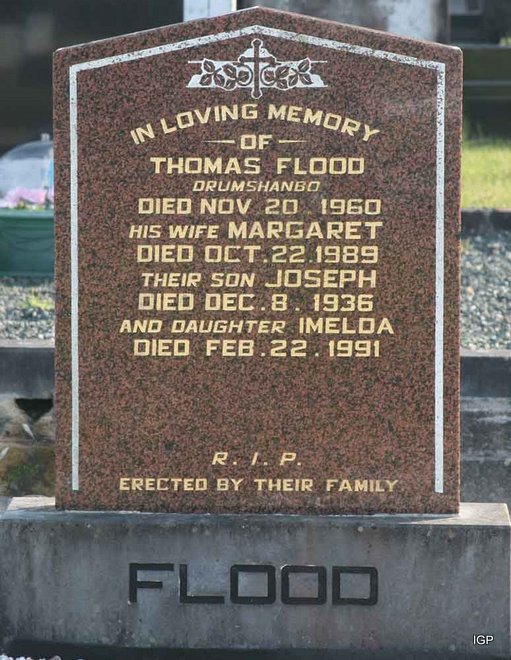 IN LOVING MEMORY
— OF —
THOMAS FLOOD
DRUMSHANBO
DIED NOV 20 1960
HIS WIFE MARGARET
DIED OCT.22.1989
THEIR SON JOSEPH
DIED DEC.8.1936
AND DAUGHTER IMELDA
DIED FEB.22.1991
R.I.P.
ERECTED BY THEIR FAMILY
FLOOD
IGP